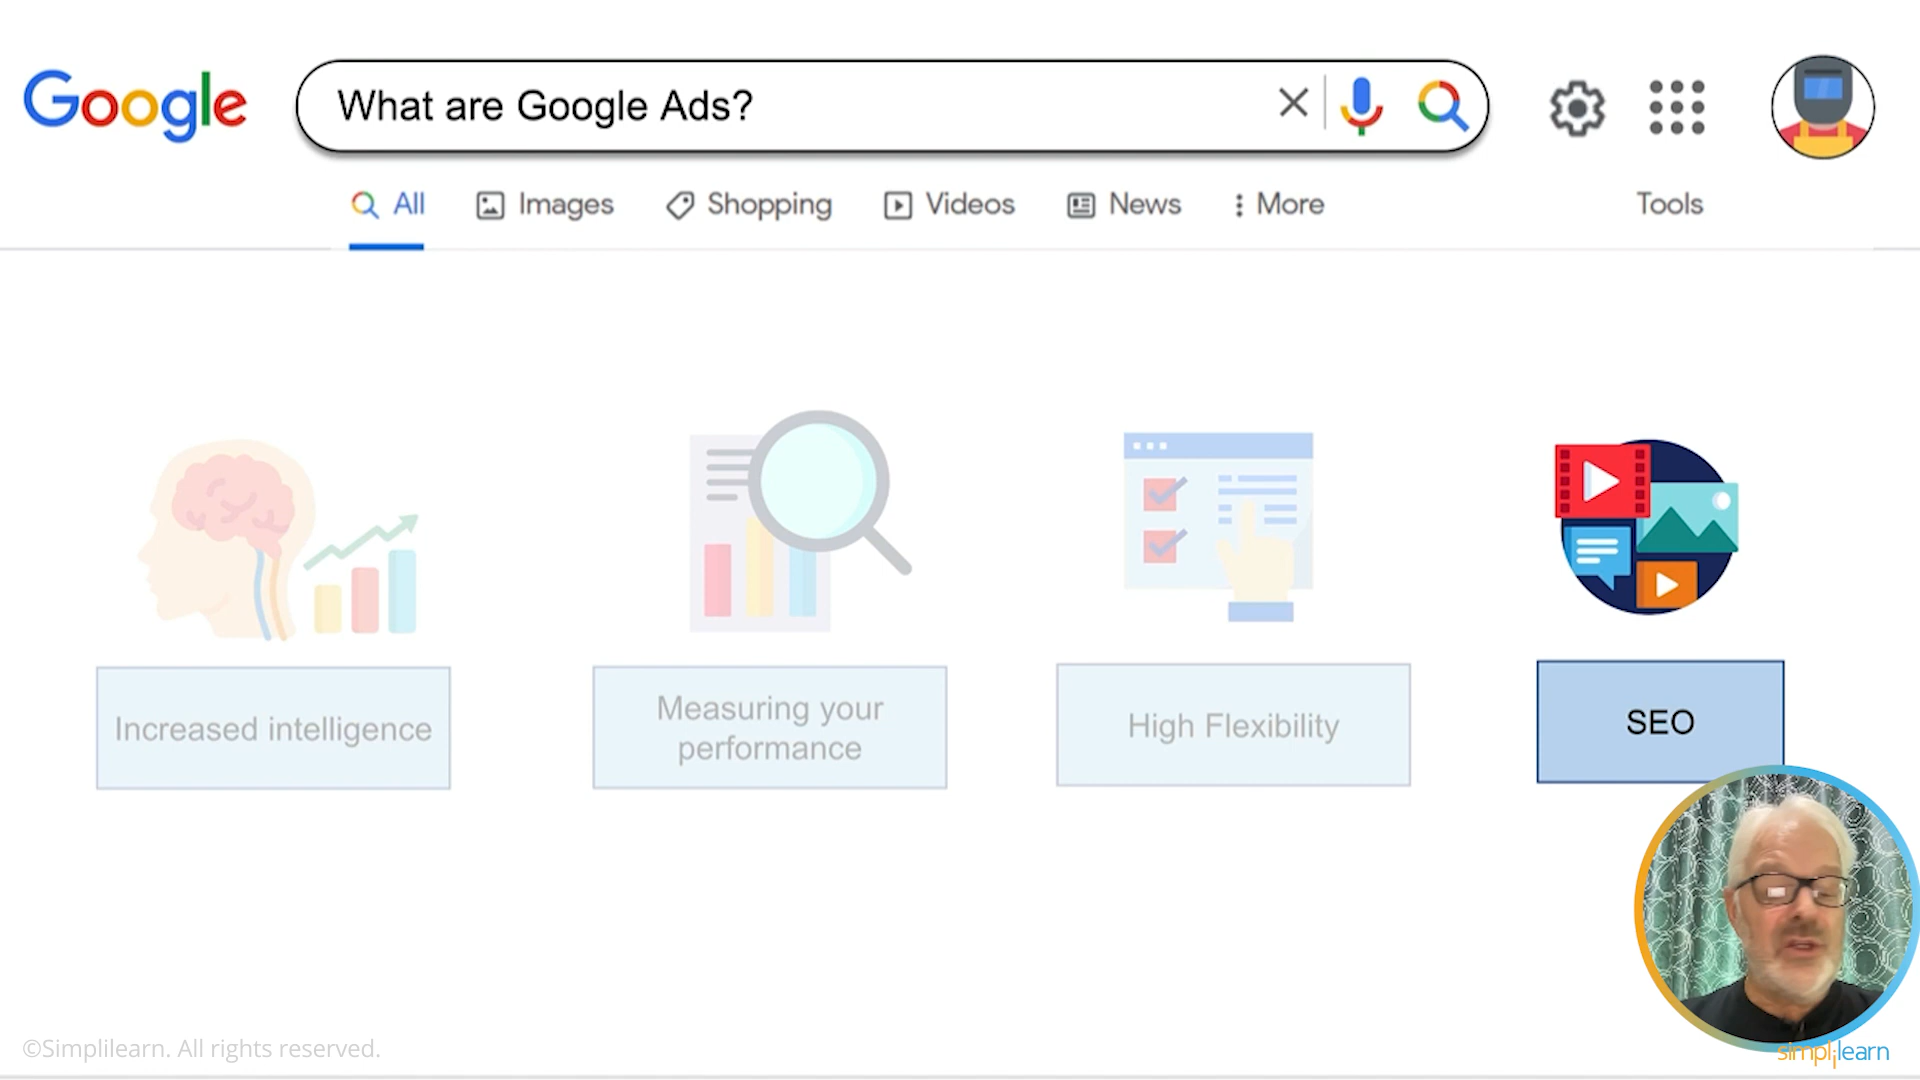 Google
What are Google Ads?
All
Images
Shopping
Videos
News
More
Tools
Increased intelligence
Measuring your
performance
High Flexibility
SEO
©Simplilearn. All rights reserved.
simplilearn